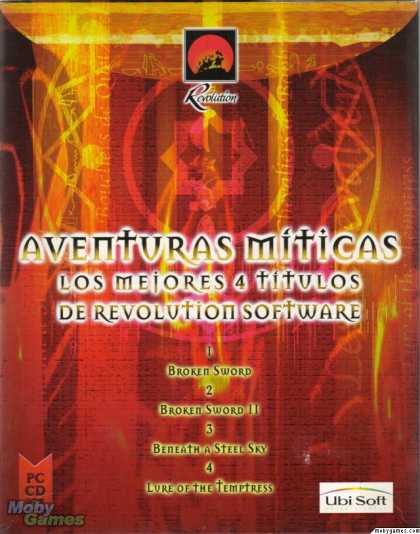 Revolution
AVENTURAS MÍTICAS
LOS MEJORES 4 TÍTULOS
DE REVOLUTION SOFTWARE
1
BROKEN SWORD
2
BROKEN SWORD II
3
BENEATH A STEEL SKY
4
LURE OF THE TEMPTRESS
PC
CD
Moby
Games
Ubi Soft
mobygames.com